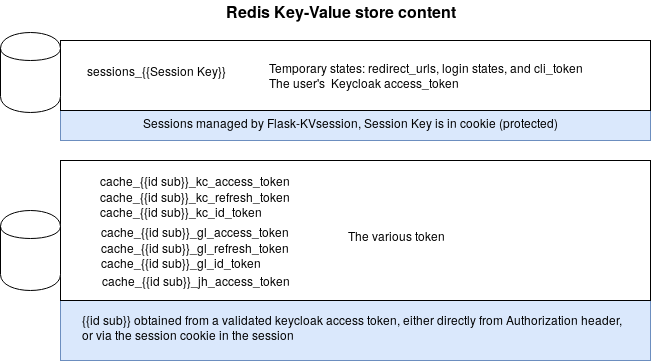 Redis Key-Value store content
sessions_{{Session Key}}
Temporary states: redirect_urls, login states, and cli_token
The user's Keycloak access_token
Sessions managed by Flask-KVsession, Session Key is in cookie (protected)
cache_{{id sub}}_kc_access_token
cache_{{id sub}}_kc_refresh_token
cache_{{id sub}}_kc_id_token
cache_{{id sub}}_gl_access_token
cache_{{id sub}}_gl_refresh_token
cache_{{id sub}}_gl_id_token
cache_{{id sub}}_jh_access_token
The various token
{{id sub}} obtained from a validated keycloak access token, either directly from Authorization header,
or via the session cookie in the session